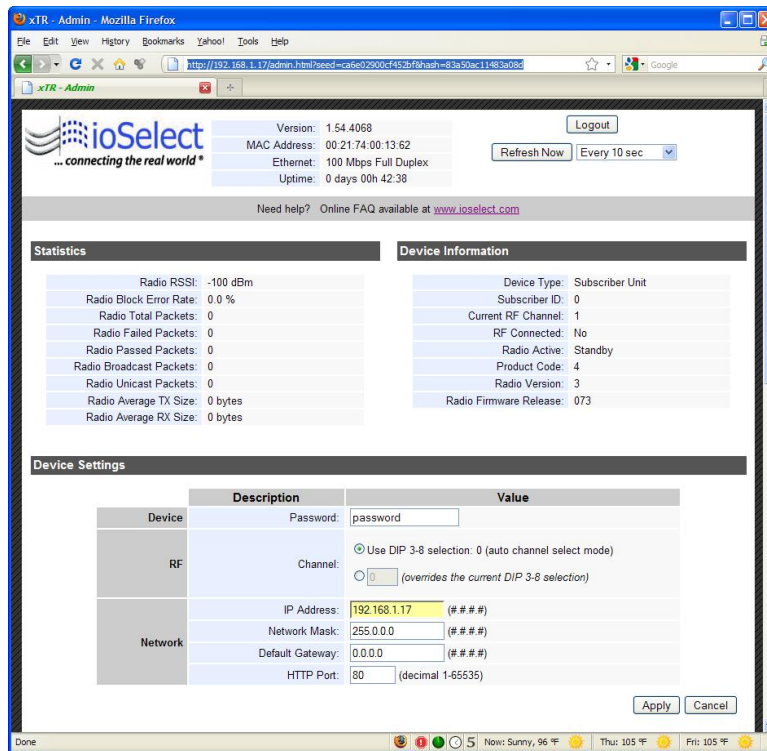 xTR - Admin - Mozilla Firefox
File Edit View History Bookmarks Yahoo! Tools Help
http://192.168.1.17/admin.html?seed=ca6e02900cf452bf&hash=83a50ac11483a08d
Google
xTR - Admin
ioSelect
... connecting the real world ®
Version: 1.54.4068
MAC Address: 00:21:74:00:13:62
Ethernet: 100 Mbps Full Duplex
Uptime: 0 days 00h 42:38
Logout
Refresh Now Every 10 sec
Need help? Online FAQ available at www.ioselect.com
Statistics
Radio RSSI: -100 dBm
Radio Block Error Rate: 0.0 %
Radio Total Packets: 0
Radio Failed Packets: 0
Radio Passed Packets: 0
Radio Broadcast Packets: 0
Radio Unicast Packets: 0
Radio Average TX Size: 0 bytes
Radio Average RX Size: 0 bytes
Device Information
Device Type: Subscriber Unit
Subscriber ID: 0
Current RF Channel: 1
RF Connected: No
Radio Active: Standby
Product Code: 4
Radio Version: 3
Radio Firmware Release: 073
Device Settings
Description Value
Device Password: password
RF Channel: Use DIP 3-8 selection: 0 (auto channel select mode)
0 (overrides the current DIP 3-8 selection)
Network
IP Address: 192.168.1.17 (#.#.#.#)
Network Mask: 255.0.0.0 (#.#.#.#)
Default Gateway: 0.0.0.0 (#.#.#.#)
HTTP Port: 80 (decimal 1-65535)
Apply Cancel
Done 5 Now: Sunny, 96 °F Thu: 105 °F Fri: 105 °F